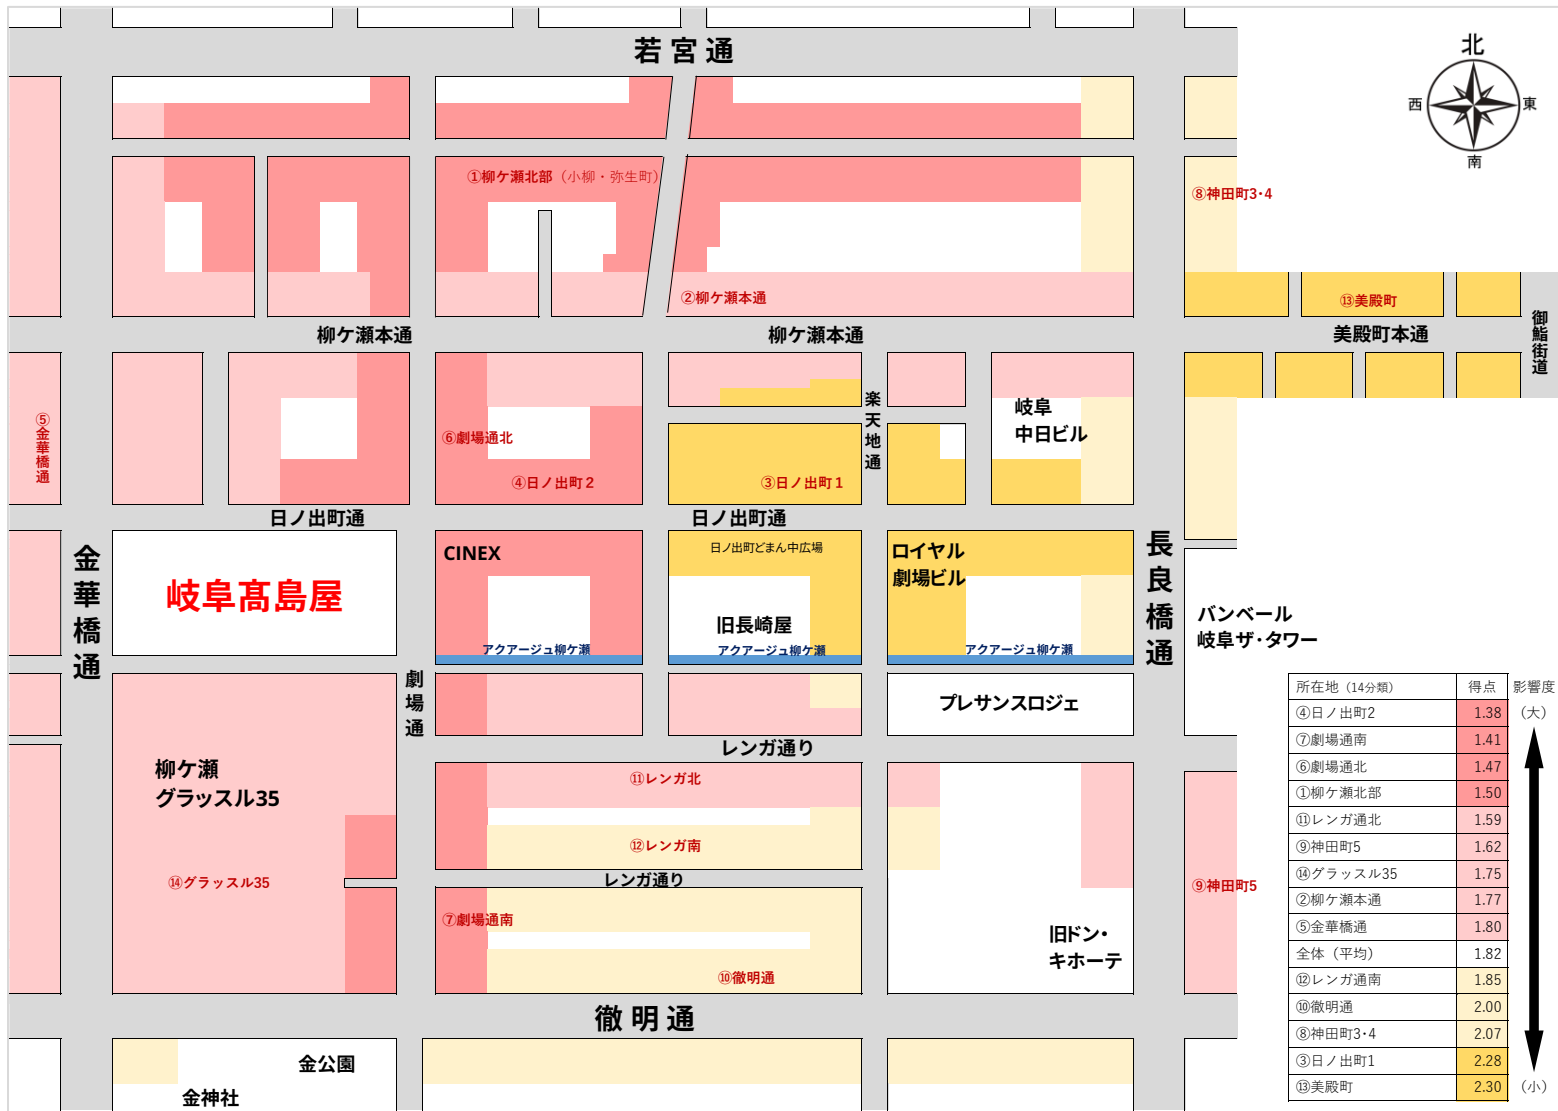 若宮通
北
西
東
南
①柳ケ瀬北部（小柳・弥生町）
⑧神田町3・4
②柳ケ瀬本通
⑬美殿町
柳ケ瀬本通
柳ケ瀬本通
美殿町本通
御鮨街道
⑤金華橋通
楽天地通
岐阜
中日ビル
⑥劇場通北
④日ノ出町２
③日ノ出町１
日ノ出町通
日ノ出町通
金華橋通
岐阜髙島屋
CINEX
日ノ出町どまん中広場
ロイヤル
劇場ビル
長良橋通
旧長崎屋
アクアージュ柳ケ瀬
アクアージュ柳ケ瀬
アクアージュ柳ケ瀬
バンベール
岐阜ザ・タワー
劇場通
プレサンスロジェ
レンガ通り
柳ケ瀬
グラッスル35
⑪レンガ北
⑫レンガ南
⑭グラッスル35
レンガ通り
⑨神田町5
⑦劇場通南
旧ドン・
キホーテ
⑩徹明通
徹明通
金公園
金神社
所在地（14分類） 得点 影響度
④日ノ出町2 1.38 （大）
⑦劇場通南 1.41
⑥劇場通北 1.47
①柳ケ瀬北部 1.50
⑪レンガ通北 1.59
⑨神田町5 1.62
⑭グラッスル35 1.75
②柳ケ瀬本通 1.77
⑤金華橋通 1.80
全体（平均） 1.82
⑫レンガ通南 1.85
⑩徹明通 2.00
⑧神田町3・4 2.07
③日ノ出町1 2.28
⑬美殿町 2.30 （小）